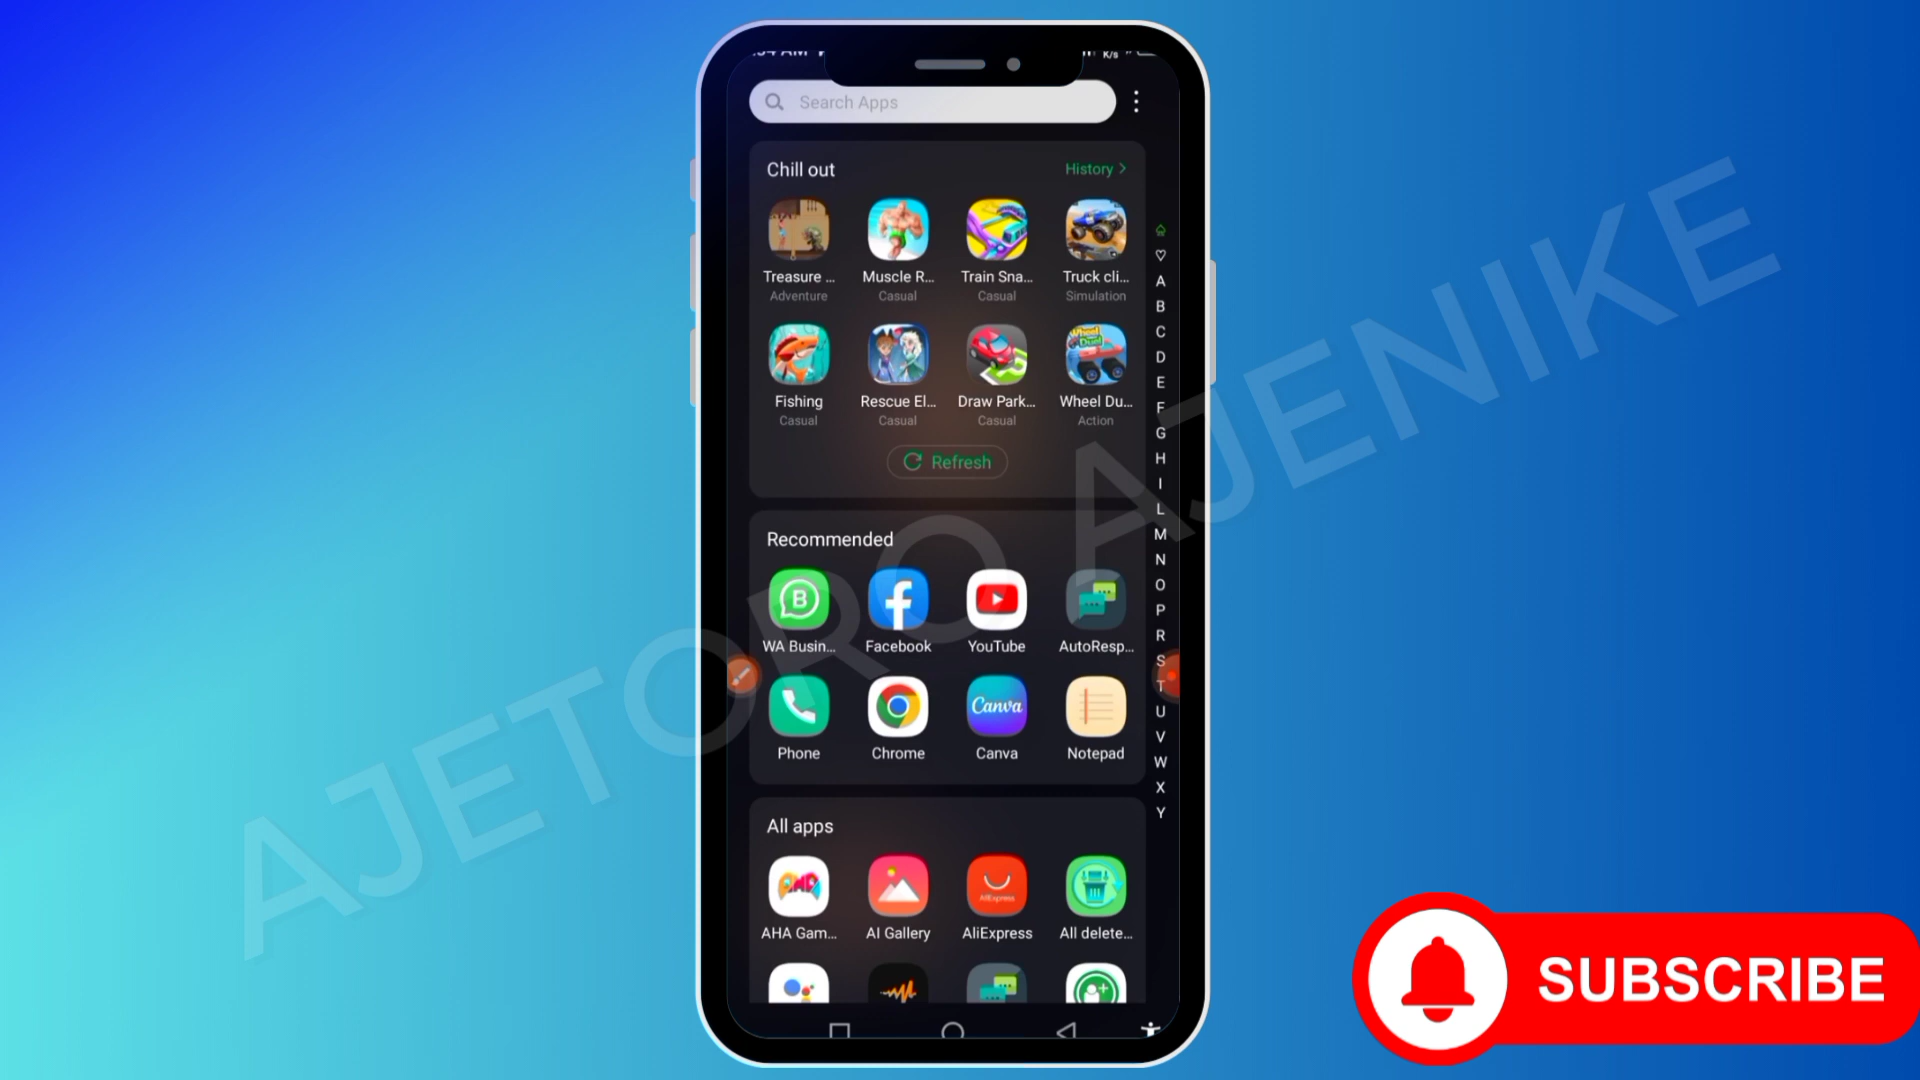 Search Apps
Chill out
History >
Treasure ...
Muscle R...
Train Sna...
Truck cli...
Adventure
Casual
Casual
Simulation
Fishing
Rescue El...
Draw Park...
Wheel Du...
Casual
Casual
Casual
Action
Refresh
Recommended
WA Busin...
Facebook
YouTube
AutoResp...
Canva
Phone
Chrome
Canva
Notepad
All apps
AliExpress
AHA Gam...
AI Gallery
AliExpress
All delete...
A
B
C
D
E
F
G
H
I
L
M
N
O
P
R
S
T
U
V
W
X
Y
AJETORO AJENIKE
SUBSCRIBE